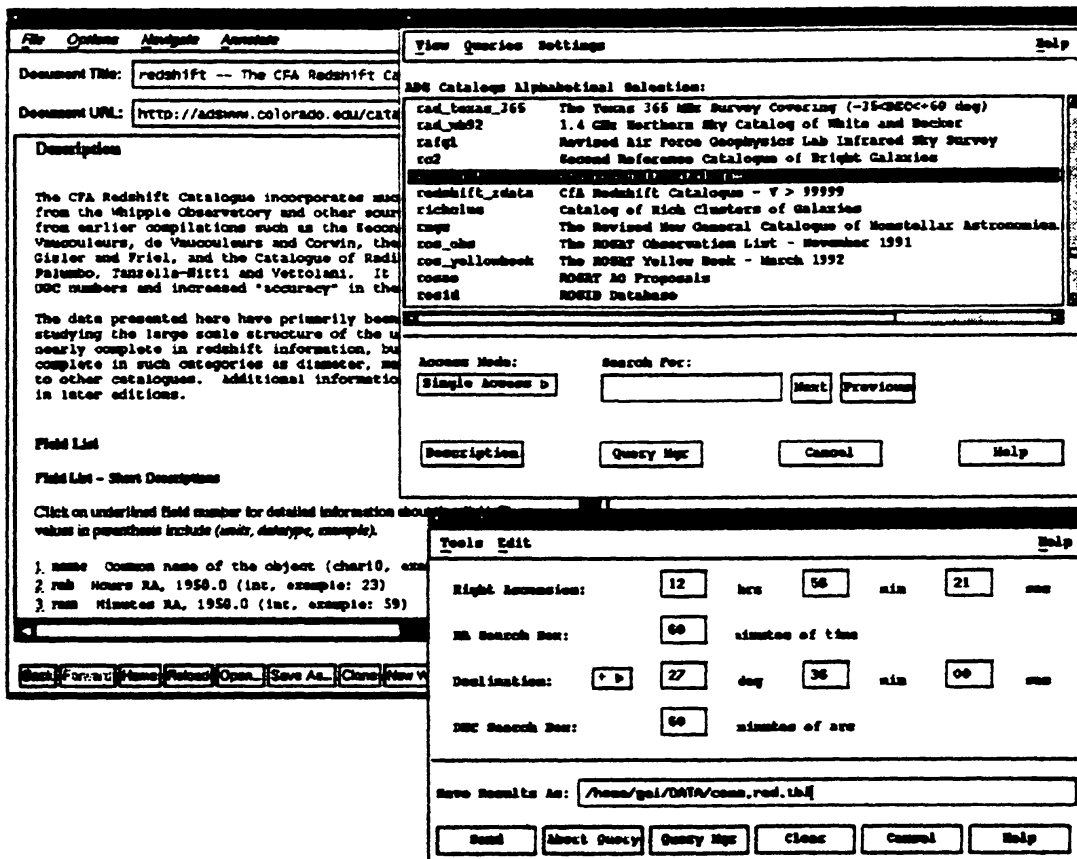 File Options Navigate Annotate
Document Title: redshift -- The CFA Redshift Ca
Document URL: http://adswww.colorado.edu/cata
Description
The CFA Redshift Catalogue incorporates muc
from the Whipple Observatory and other sour
from earlier compilations such as the Secon
Vaucouleurs, de Vaucouleurs and Corwin, the
Gisler and Friel, and the Catalogue of Radi
Palumbo, Tanzella-Nitti and Vettolani. It
UGC numbers and increased "accuracy" in the
The data presented here have primarily been
studying the large scale structure of the u
nearly complete in redshift information, bu
complete in such categories as diameter, ma
to other catalogues. Additional informatio
in later editions.
Field List
Field List - Short Descriptions
Click on underlined field number for detailed information abou
values in parenthesis include (units, datatype, example).
1. name Common name of the object (char10, exa
2. rah Hours RA, 1950.0 (int, example: 23)
3. ram Minutes RA, 1950.0 (int, example: 59)
Back Forward Home Reload Open... Save As... Clone New W
View Queries Settings Help
ADS Catalogs Alphabetical Selection:
rad_texas_365 The Texas 365 MHz Survey Covering (-35<DEC<+60 deg)
rad_wb92 1.4 GHz Northern Sky Catalog of White and Becker
rafgl Revised Air Force Geophysics Lab Infrared Sky Survey
rc2 Second Reference Catalogue of Bright Galaxies
redshift_zdata CfA Redshift Catalogue - V > 99999
richclus Catalog of Rich Clusters of Galaxies
rngc The Revised New General Catalogue of Nonstellar Astronomica
ros_obs The ROSAT Observation List - November 1991
ros_yellowbook The ROSAT Yellow Book - March 1992
rosao ROSAT AO Proposals
rosid ROSID Database
Access Mode: Search For:
Single Access Next Previous
Description Query Mgr Cancel Help
Tools Edit Help
Right Ascension: 12 hrs 56 min 21 sec
RA Search Box: 60 minutes of time
Declination: + 27 deg 36 min 00 sec
DEC Search Box: 60 minutes of arc
Save Results As: /home/gei/DATA/coma.red.tbl
Send Abort Query Query Mgr Clear Cancel Help